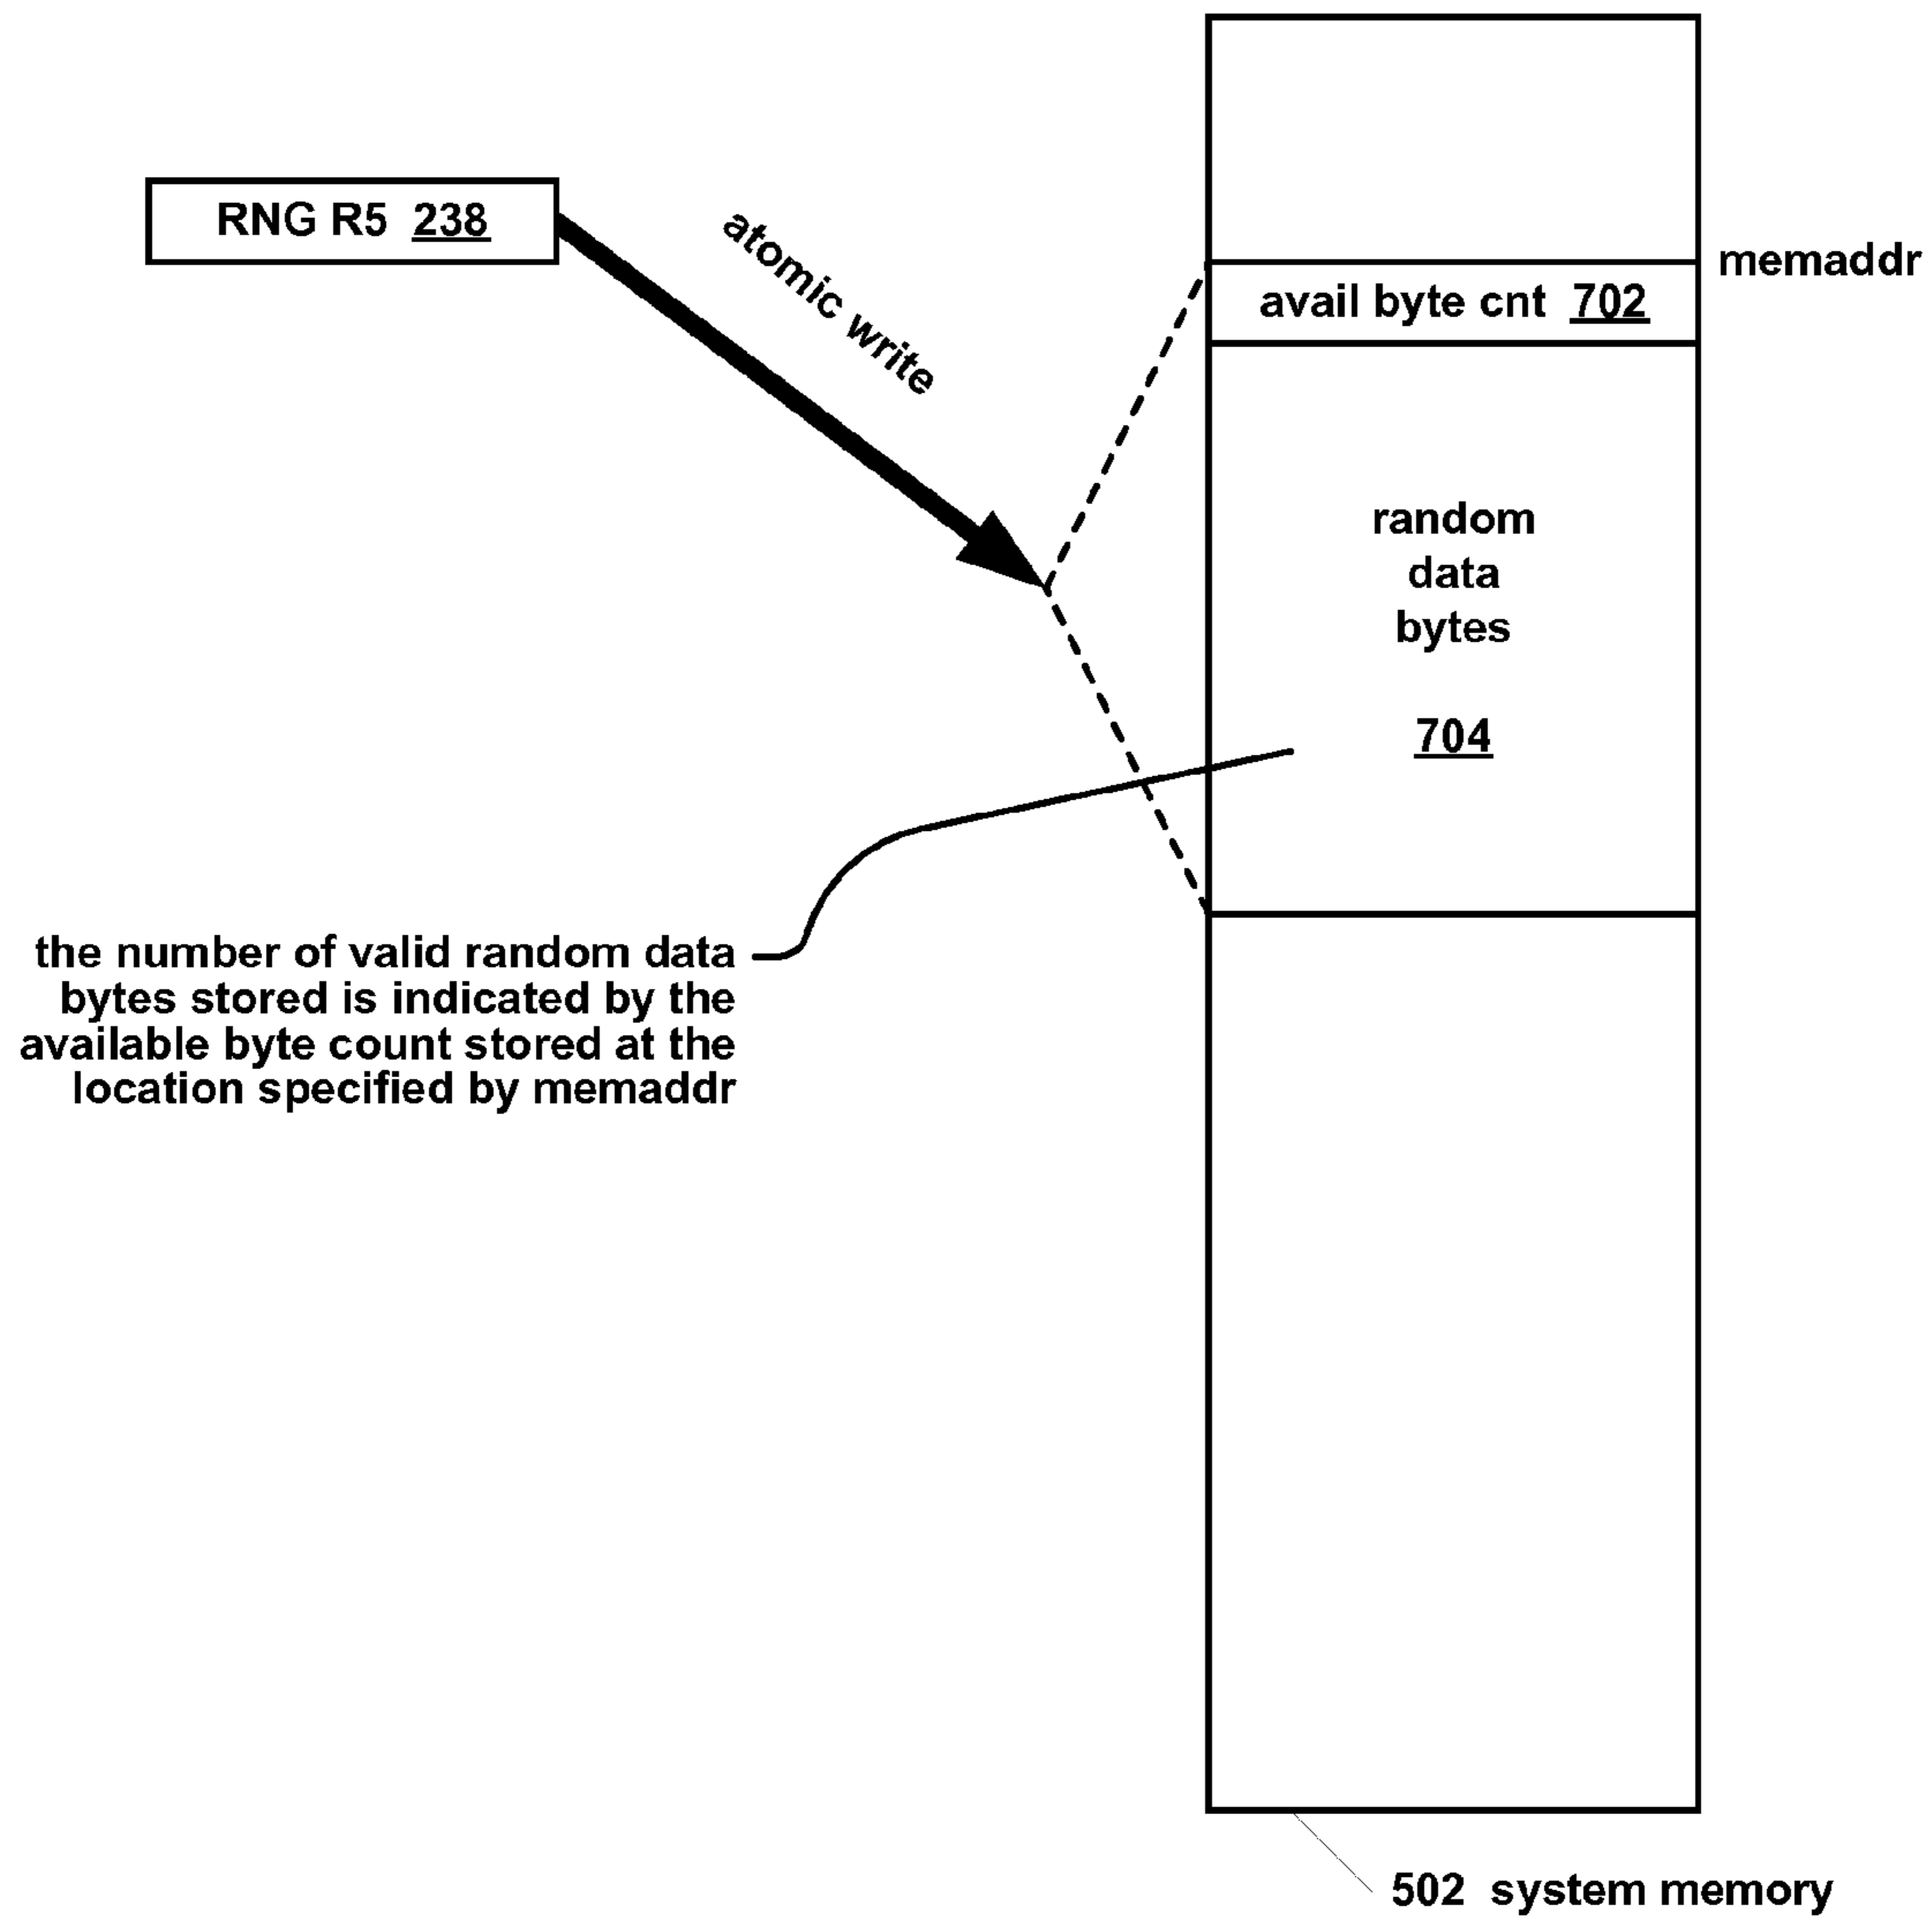 RNG R5 238
atomic write
memaddr
avail byte cnt 702
random
data
bytes
704
the number of valid random data
bytes stored is indicated by the
available byte count stored at the
location specified by memaddr
502 system memory